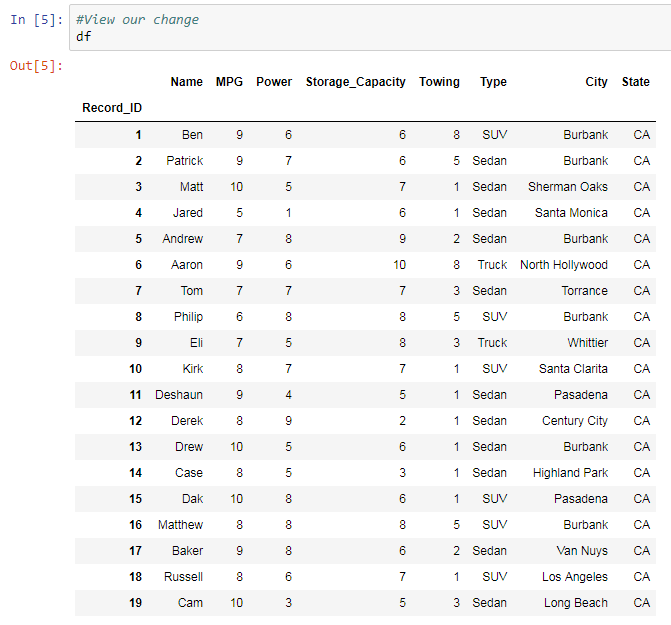 In [5]: #View our change
df
Out[5]:
Name MPG Power Storage_Capacity Towing Type City State
Record_ID
1 Ben 9 6 6 8 SUV Burbank CA
2 Patrick 9 7 6 5 Sedan Burbank CA
3 Matt 10 5 7 1 Sedan Sherman Oaks CA
4 Jared 5 1 6 1 Sedan Santa Monica CA
5 Andrew 7 8 9 2 Sedan Burbank CA
6 Aaron 9 6 10 8 Truck North Hollywood CA
7 Tom 7 7 7 3 Sedan Torrance CA
8 Philip 6 8 8 5 SUV Burbank CA
9 Eli 7 5 8 3 Truck Whittier CA
10 Kirk 8 7 7 1 SUV Santa Clarita CA
11 Deshaun 9 4 5 1 Sedan Pasadena CA
12 Derek 8 9 2 1 Sedan Century City CA
13 Drew 10 5 6 1 Sedan Burbank CA
14 Case 8 5 3 1 Sedan Highland Park CA
15 Dak 10 8 6 1 SUV Pasadena CA
16 Matthew 8 8 8 5 SUV Burbank CA
17 Baker 9 8 6 2 Sedan Van Nuys CA
18 Russell 8 6 7 1 SUV Los Angeles CA
19 Cam 10 3 5 3 Sedan Long Beach CA